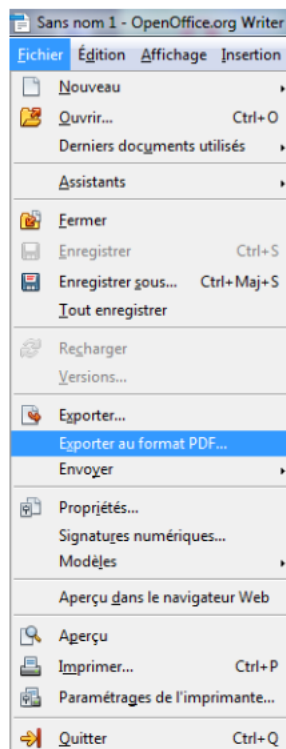 Sans nom 1 - OpenOffice.org Writer
Fichier Édition Affichage Insertion
Nouveau
Ouvrir... Ctrl+O
Derniers documents utilisés
Assistants
Fermer
Enregistrer Ctrl+S
Enregistrer sous... Ctrl+Maj+S
Tout enregistrer
Recharger
Versions...
Exporter...
Exporter au format PDF...
Envoyer
Propriétés...
Signatures numériques...
Modèles
Aperçu dans le navigateur Web
Aperçu
Imprimer... Ctrl+P
Paramétrages de l'imprimante...
Quitter Ctrl+Q